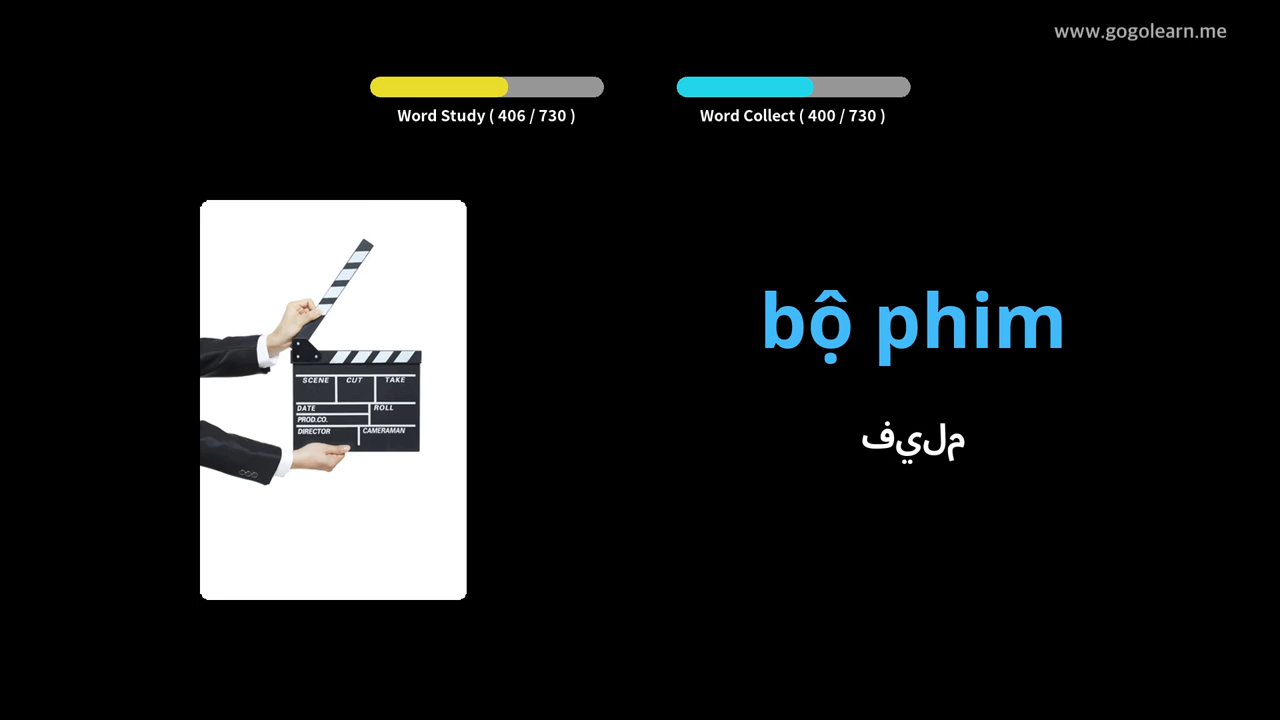 www.gogolearn.me
Word Study ( 406 / 730 )
Word Collect ( 400 / 730 )
SCENE CUT TAKE
DATE ROLL
PROD.CO.
DIRECTOR CAMERAMAN
bộ phim
مليف